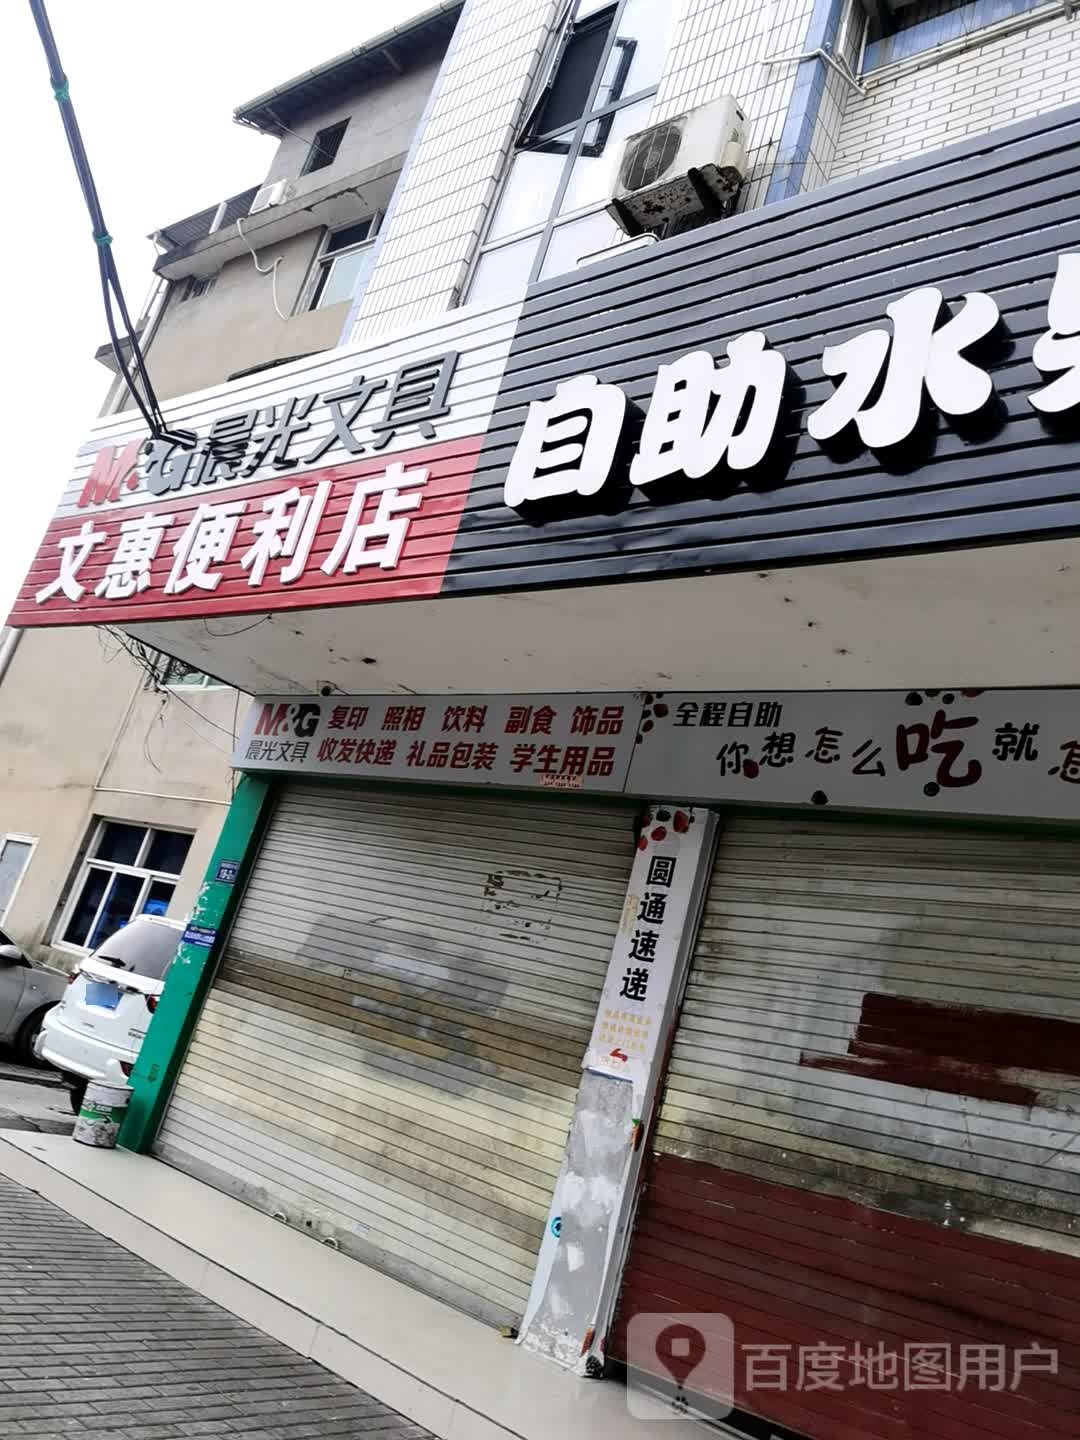 M&G晨光文具
文惠便利店
自助水
M&G
晨光文具
复印 照相 饮料 副食 饰品
收发快递 礼品包装 学生用品
全程自助
你想怎么吃就怎
圆通速递
百度地图用户